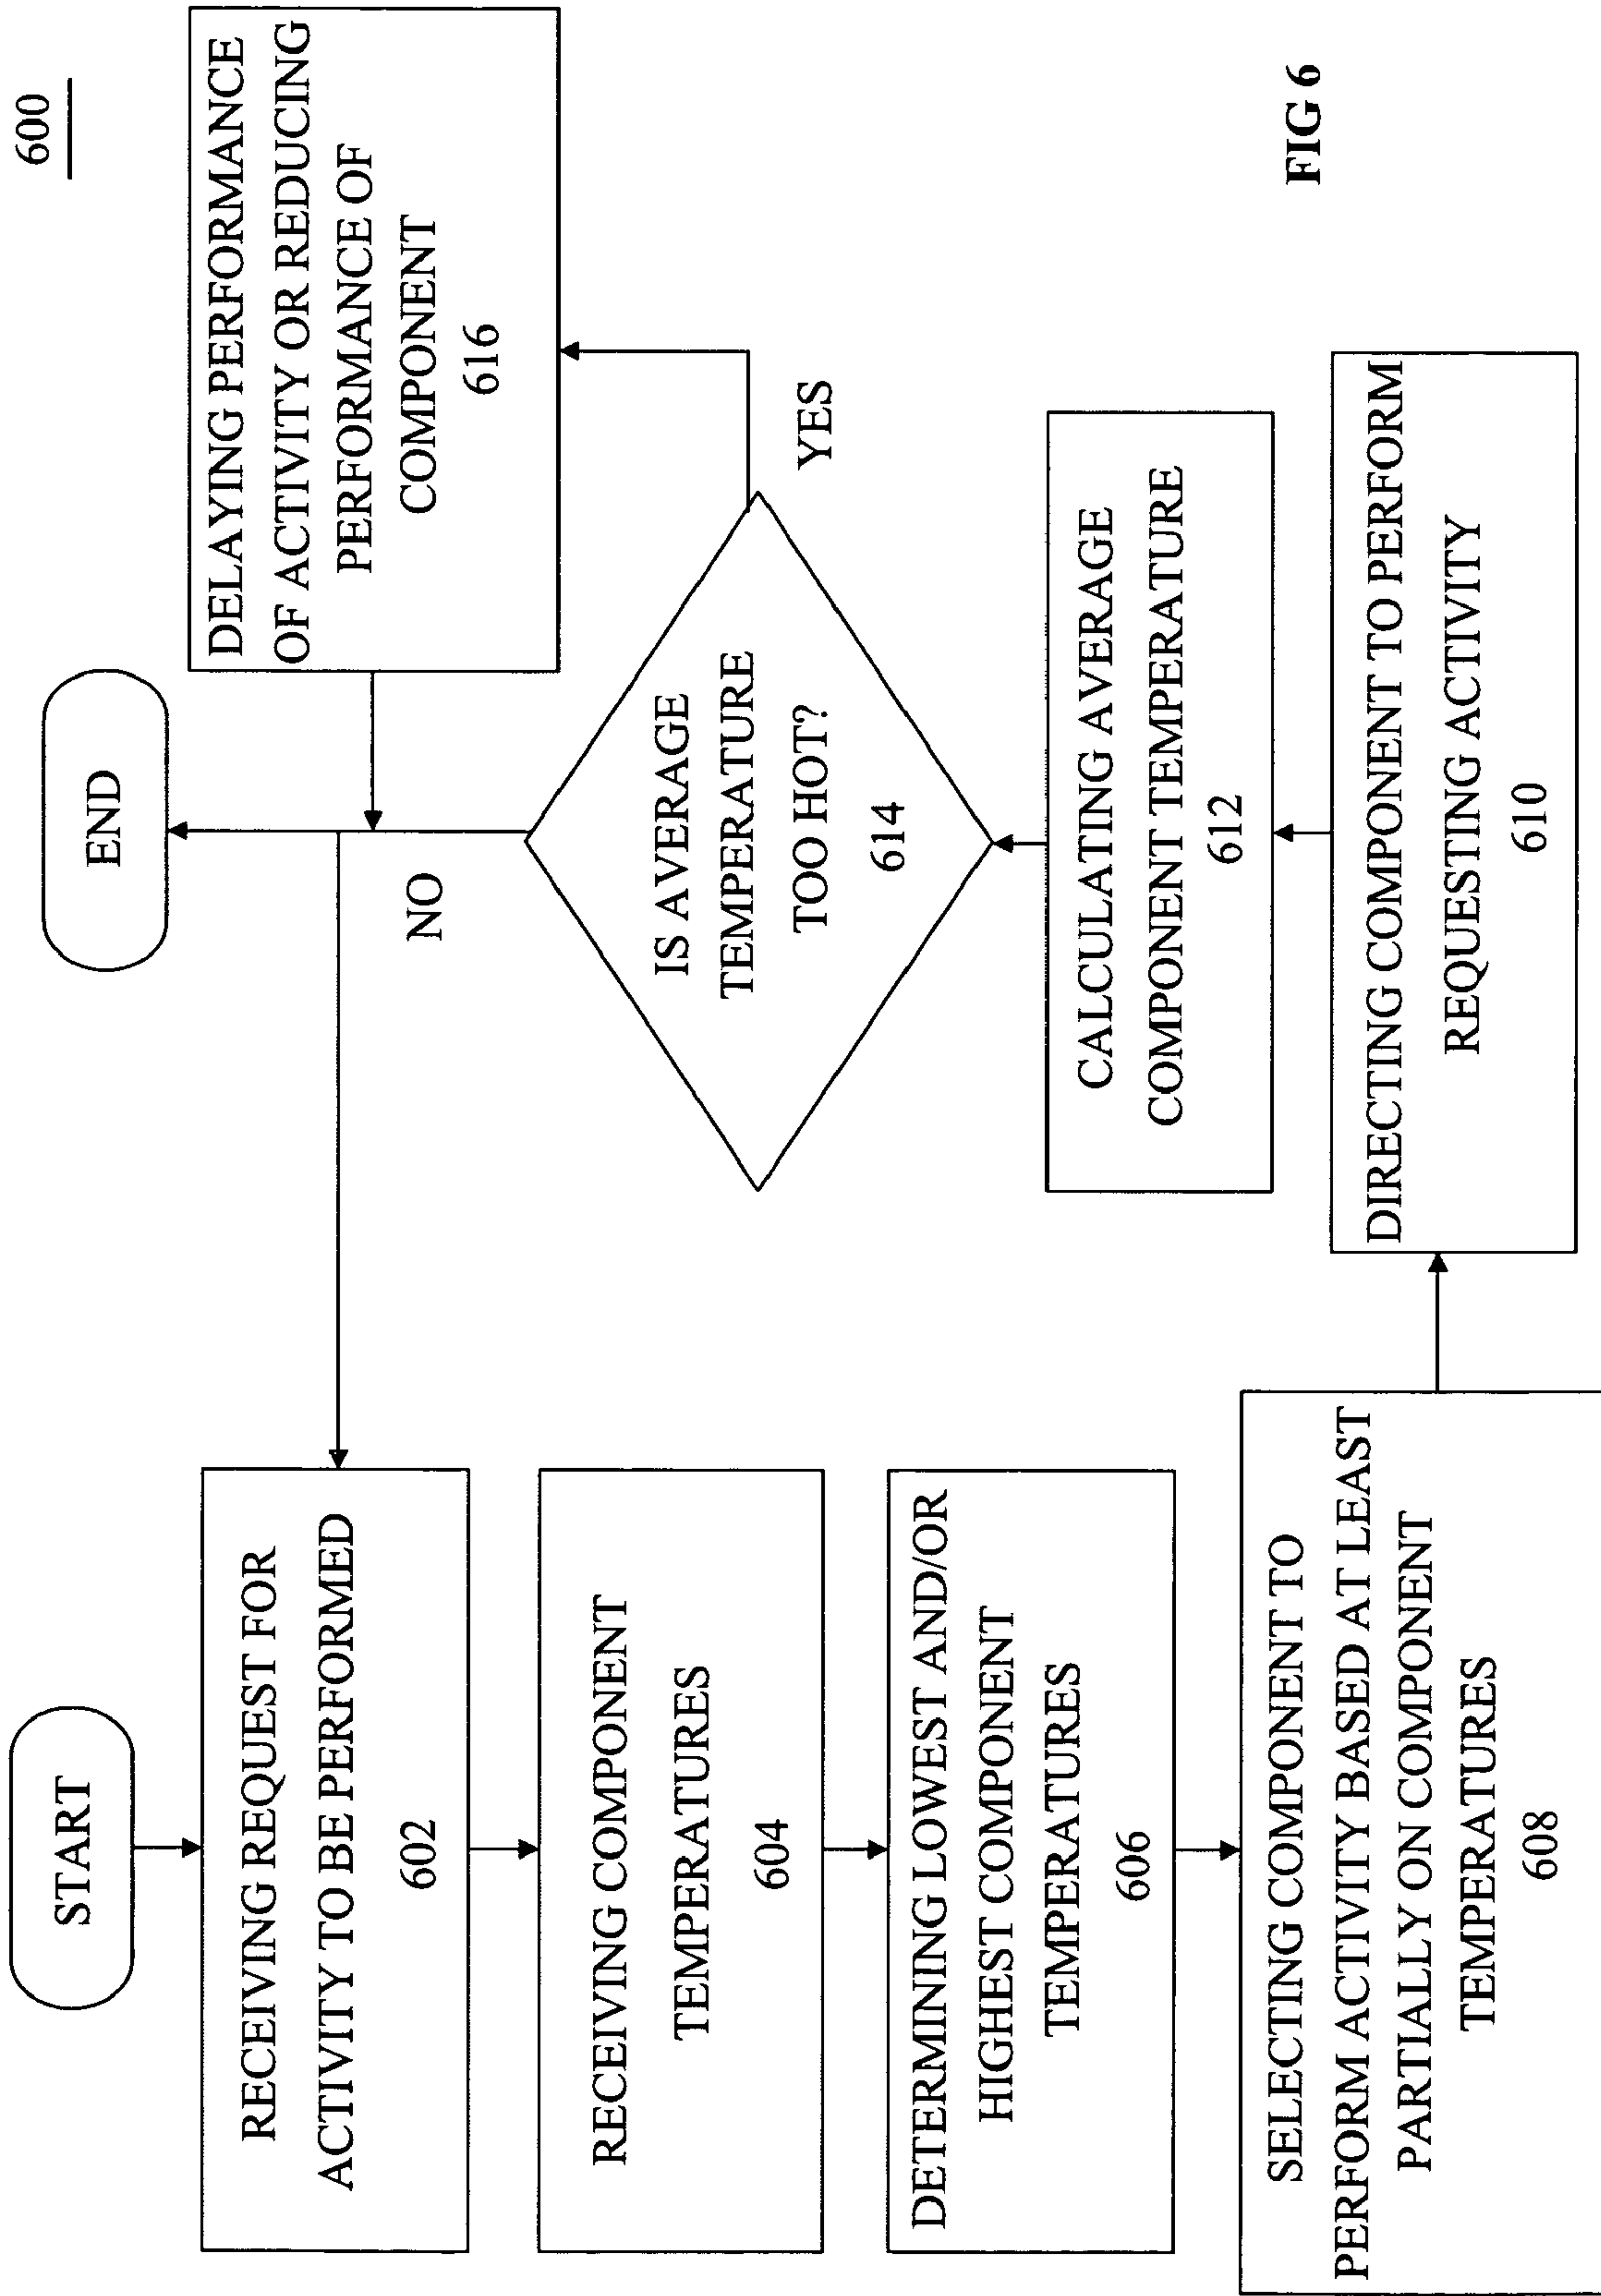 600
START
RECEIVING REQUEST FOR
ACTIVITY TO BE PERFORMED
602
RECEIVING COMPONENT
TEMPERATURES
604
DETERMINING LOWEST AND/OR
HIGHEST COMPONENT
TEMPERATURES
606
SELECTING COMPONENT TO
PERFORM ACTIVITY BASED AT LEAST
PARTIALLY ON COMPONENT
TEMPERATURES
608
DIRECTING COMPONENT TO PERFORM
REQUESTING ACTIVITY
610
CALCULATING AVERAGE
COMPONENT TEMPERATURE
612
IS AVERAGE
TEMPERATURE
TOO HOT?
614
YES
NO
DELAYING PERFORMANCE
OF ACTIVITY OR REDUCING
PERFORMANCE OF
COMPONENT
616
END
FIG 6